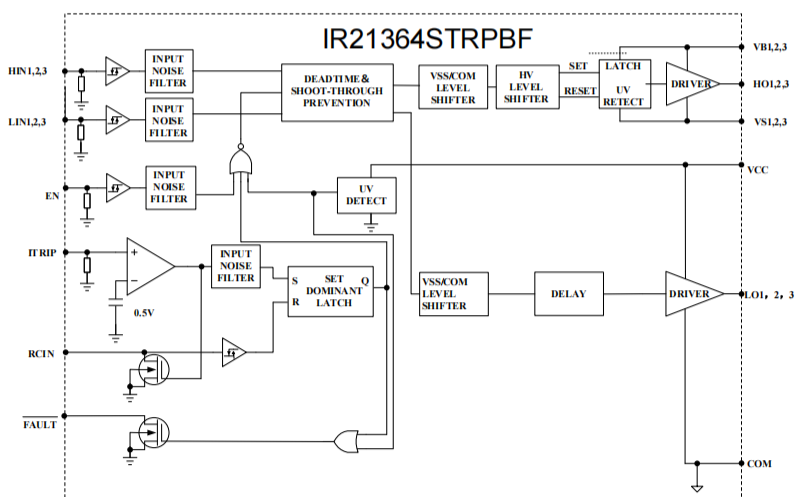 IR21364STRPBF
HIN1,2,3
INPUT
NOISE
FILTER
LIN1,2,3
INPUT
NOISE
FILTER
DEADTIME &
SHOOT-THROUGH
PREVENTION
VSS/COM
LEVEL
SHIFTER
HV
LEVEL
SHIFTER
SET
RESET
LATCH
UV
RETECT
DRIVER
VB1,2,3
HO1,2,3
VS1,2,3
EN
INPUT
NOISE
FILTER
UV
DETECT
VCC
ITRIP
+
−
0.5V
INPUT
NOISE
FILTER
S
R
SET
DOMINANT
LATCH
Q
VSS/COM
LEVEL
SHIFTER
DELAY
DRIVER
LO1, 2, 3
RCIN
FAULT
COM